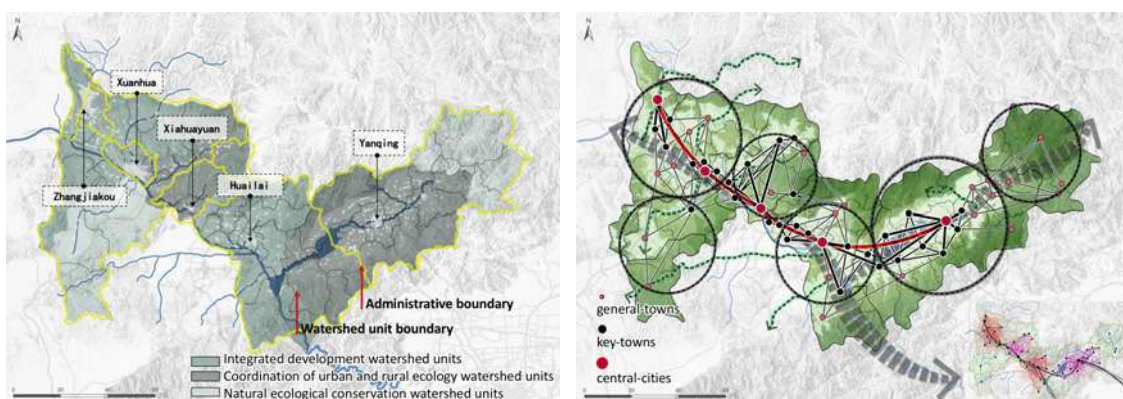 N
Xuanhua
Xiahuayuan
Yanqing
Huailai
Zhangjiakou
Administrative boundary
Watershed unit boundary
Integrated development watershed units
Coordination of urban and rural ecology watershed units
Natural ecological conservation watershed units
N
general-towns
key-towns
central-cities